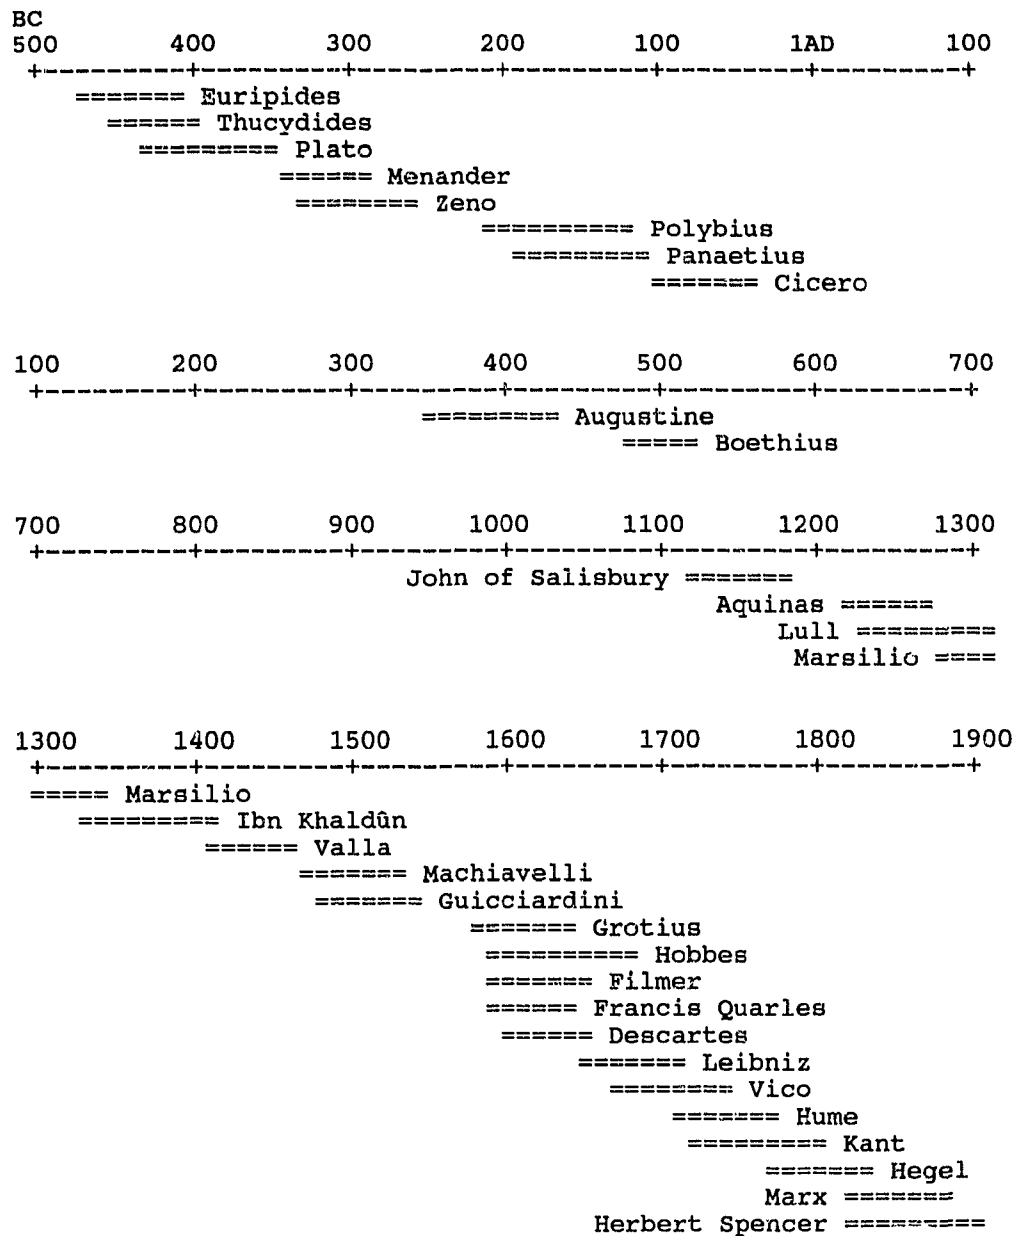 BC
500 400 300 200 100 1AD 100
+---------+---------+---------+---------+---------+---------+
======= Euripides
====== Thucydides
========= Plato
====== Menander
======== Zeno
========== Polybius
========= Panaetius
======= Cicero
100 200 300 400 500 600 700
+---------+---------+---------+---------+---------+---------+
========= Augustine
===== Boethius
700 800 900 1000 1100 1200 1300
+---------+---------+---------+---------+---------+---------+
John of Salisbury =======
Aquinas ======
Lull =========
Marsilio ====
1300 1400 1500 1600 1700 1800 1900
+---------+---------+---------+---------+---------+---------+
===== Marsilio
========= Ibn Khaldûn
====== Valla
======= Machiavelli
======= Guicciardini
======= Grotius
========== Hobbes
======= Filmer
====== Francis Quarles
====== Descartes
======= Leibniz
======== Vico
======= Hume
========= Kant
======= Hegel
Marx =======
Herbert Spencer =========